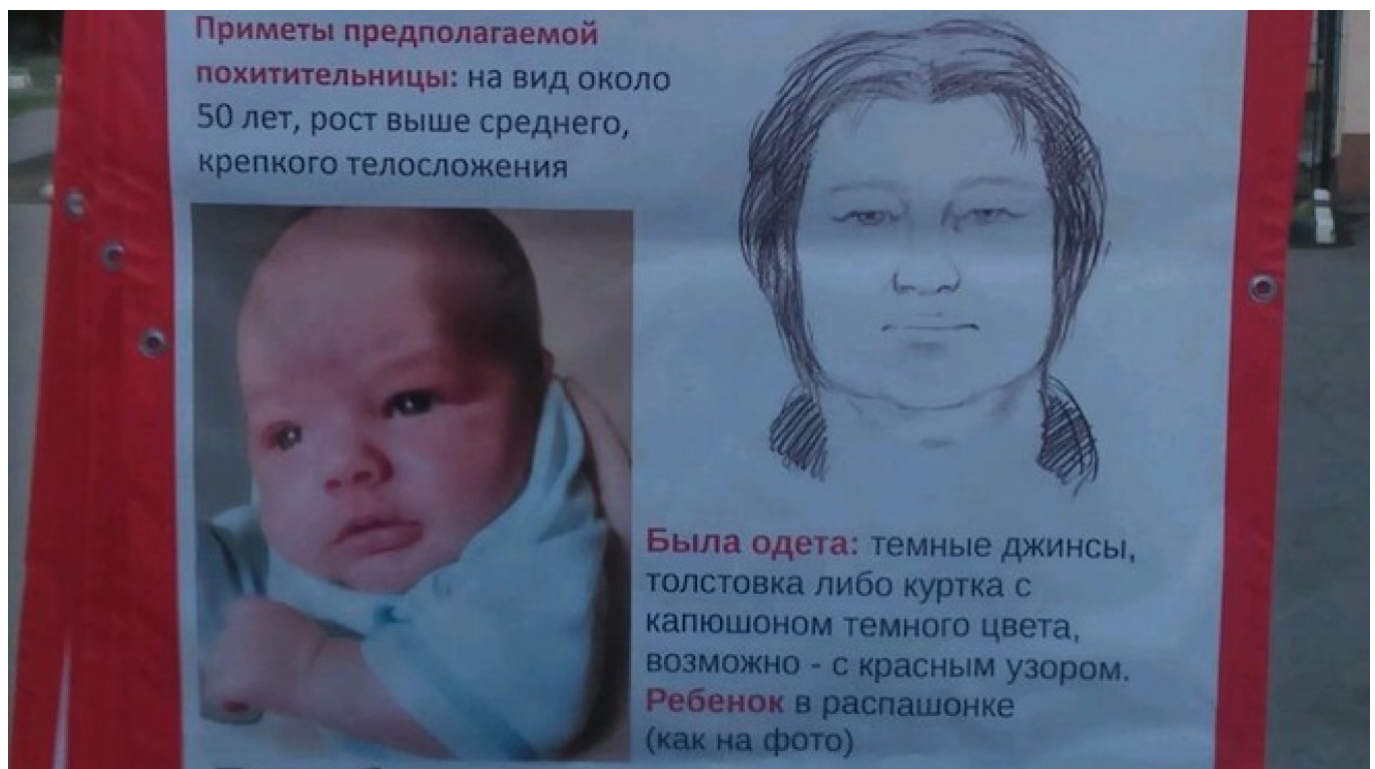 Приметы предполагаемой
похитительницы: на вид около
50 лет, рост выше среднего,
крепкого телосложения
Была одета: темные джинсы,
толстовка либо куртка с
капюшоном темного цвета,
возможно - с красным узором.
Ребенок в распашонке
(как на фото)